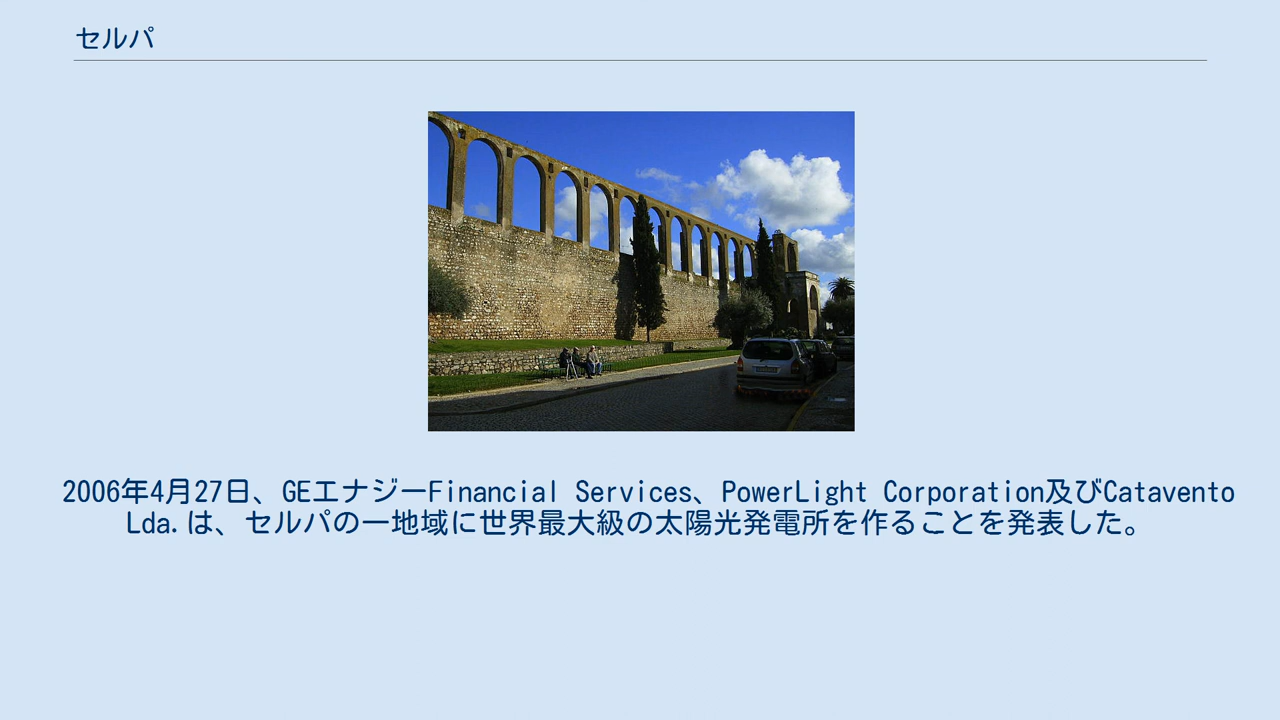 セルパ
2006年4月27日、GEエナジーFinancial Services、PowerLight Corporation及びCatavento
Lda.は、セルパの一地域に世界最大級の太陽光発電所を作ることを発表した。